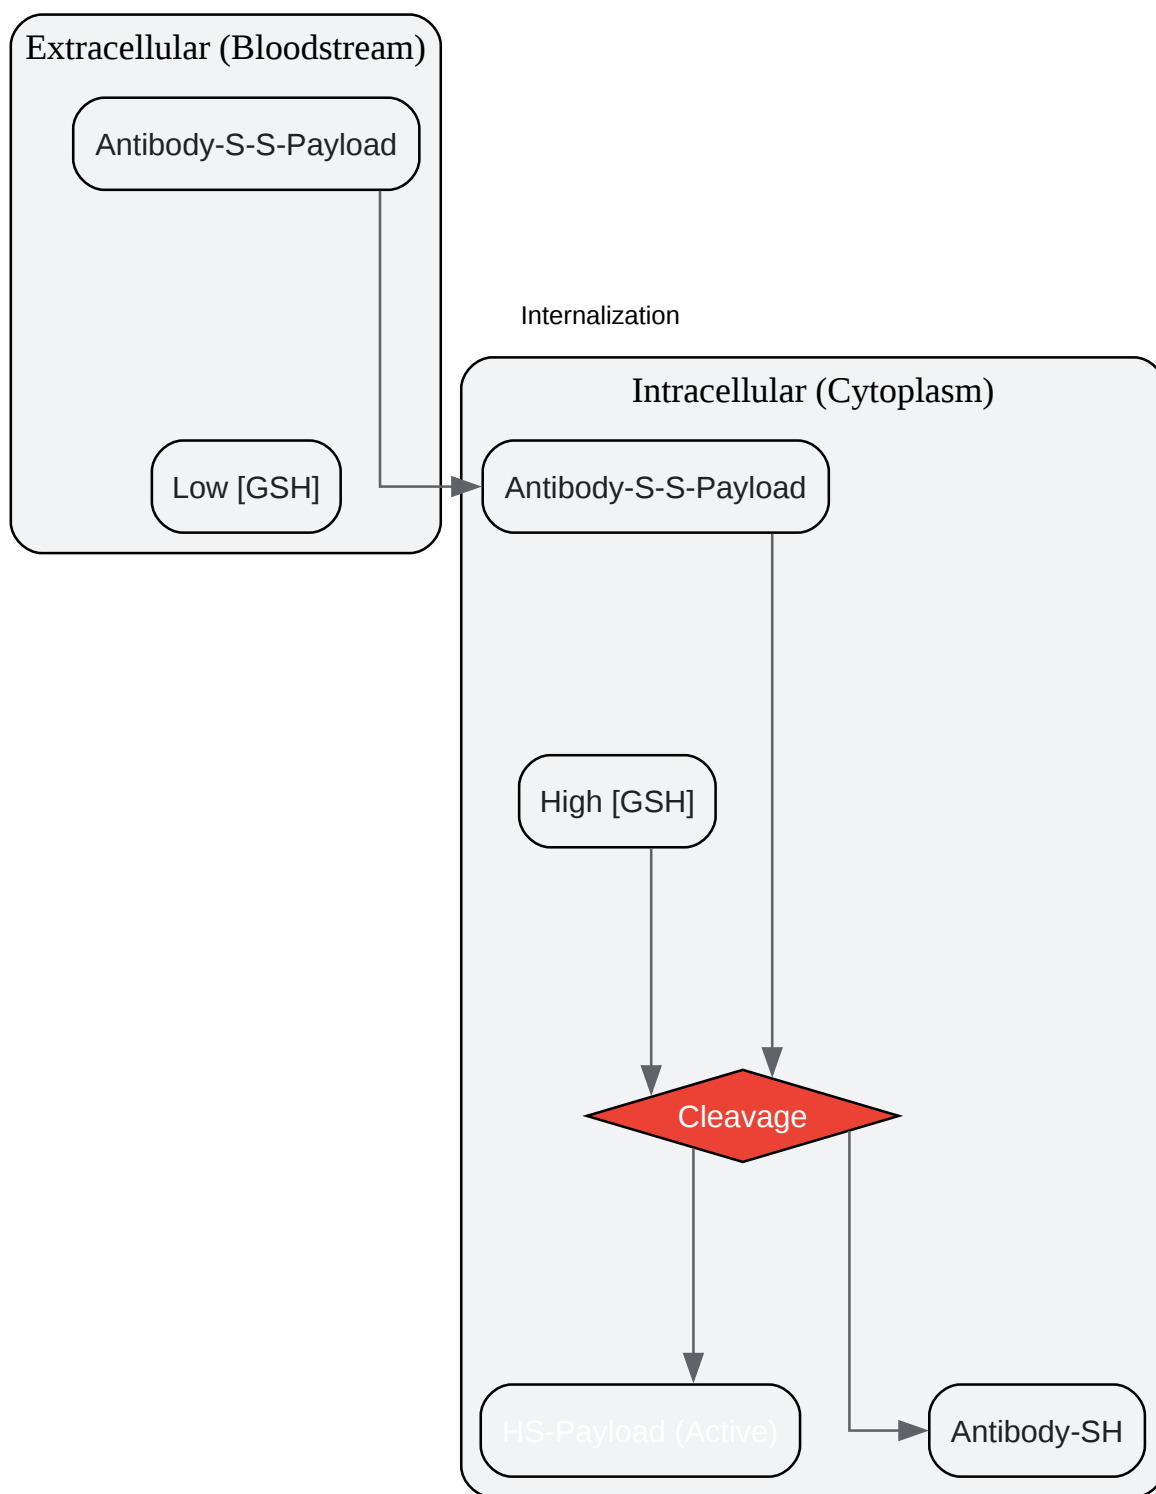 Extracellular (Bloodstream)
Antibody-S-S-Payload
Internalization
Intracellular (Cytoplasm)
Low [GSH]
Antibody-S-S-Payload
High [GSH]
Cleavage
HS-Payload (Active)
Antibody-SH